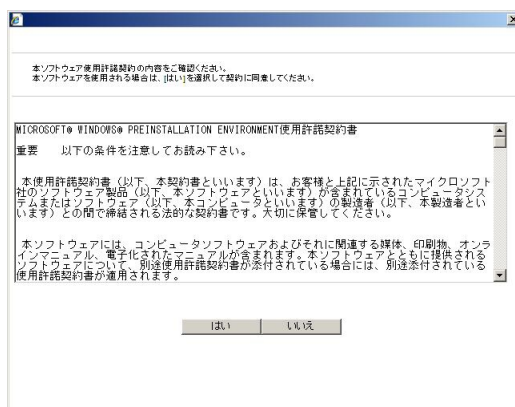 本ソフトウェア使用許諾契約の内容をご確認ください。
本ソフトウェアを使用される場合は、[はい]を選択して契約に同意してください。
MICROSOFT® WINDOWS® PREINSTALLATION ENVIRONMENT使用許諾契約書
重要　　以下の条件を注意してお読み下さい。
本使用許諾契約書（以下、本契約書といいます）は、お客様と上記に示されたマイクロソフト
社のソフトウェア製品（以下、本ソフトウェアといいます）が含まれているコンピュータシス
テムまたはソフトウェア（以下、本コンピュータといいます）の製造者（以下、本製造者とい
います）との間で締結される法的な契約書です。大切に保管してください。
本ソフトウェアには、コンピュータソフトウェアおよびそれに関連する媒体、印刷物、オンラ
インマニュアル、電子化されたマニュアルが含まれます。本ソフトウェアとともに提供される
ソフトウェアについて、別途使用許諾契約書が添付されている場合には、別途添付されている
使用許諾契約書が適用されます。
はい
いいえ